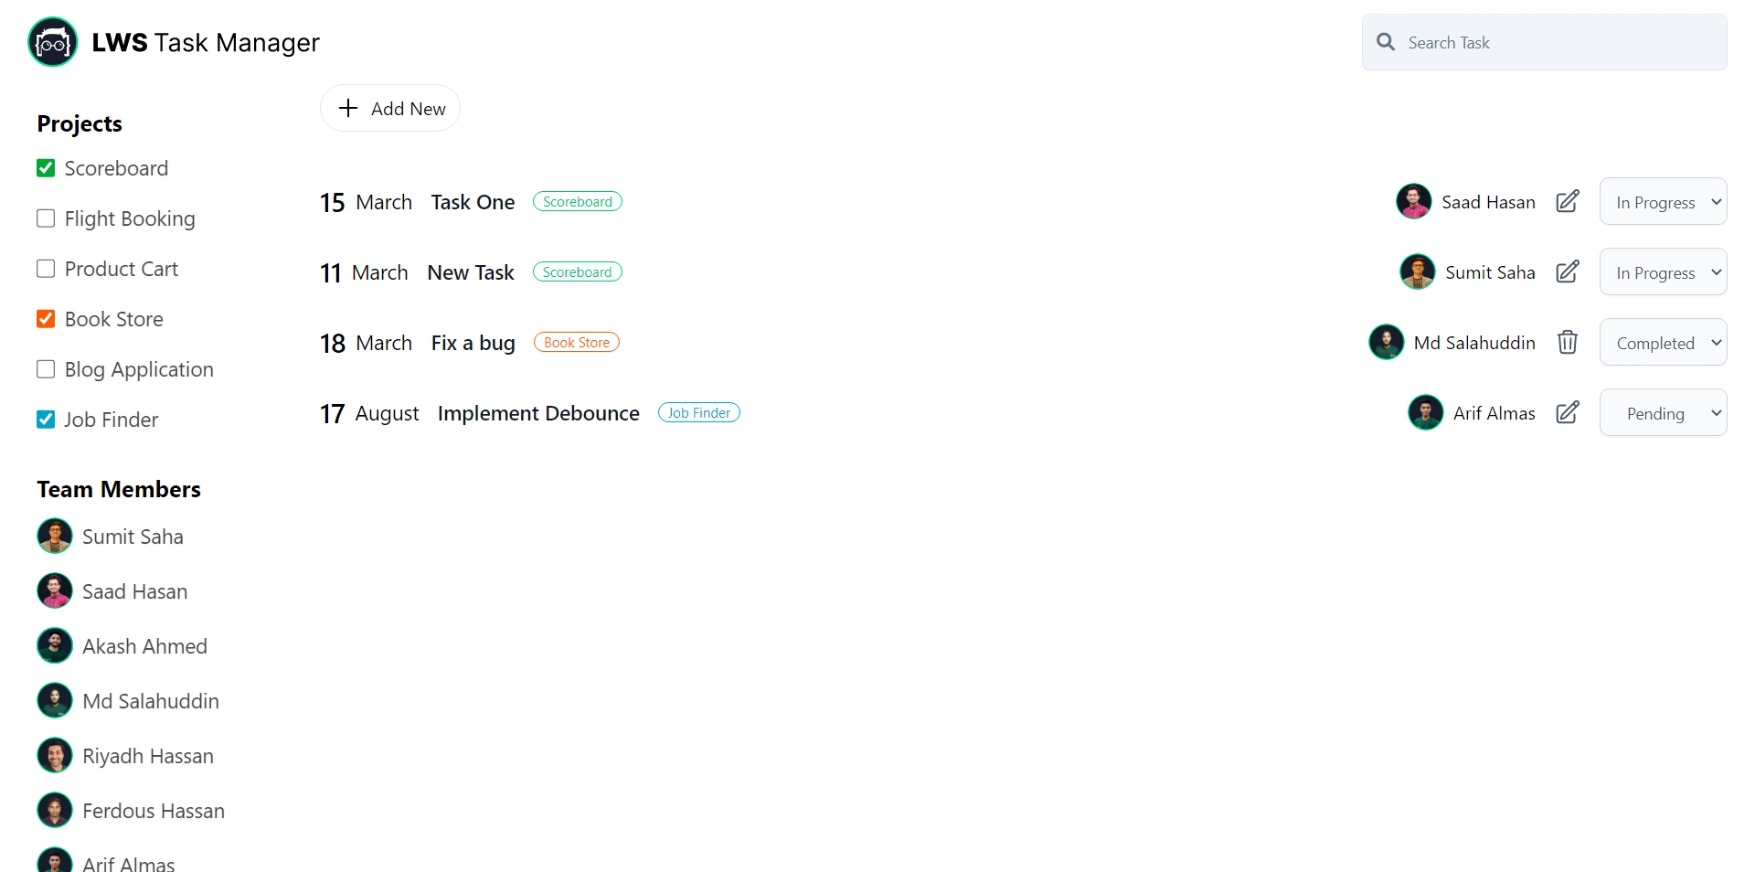 LWS Task Manager
Search Task
Projects
Scoreboard
Flight Booking
Product Cart
Book Store
Blog Application
Job Finder
Team Members
Sumit Saha
Saad Hasan
Akash Ahmed
Md Salahuddin
Riyadh Hassan
Ferdous Hassan
Arif Almas
Add New
15 March Task One Scoreboard Saad Hasan In Progress
11 March New Task Scoreboard Sumit Saha In Progress
18 March Fix a bug Book Store Md Salahuddin Completed
17 August Implement Debounce Job Finder Arif Almas Pending